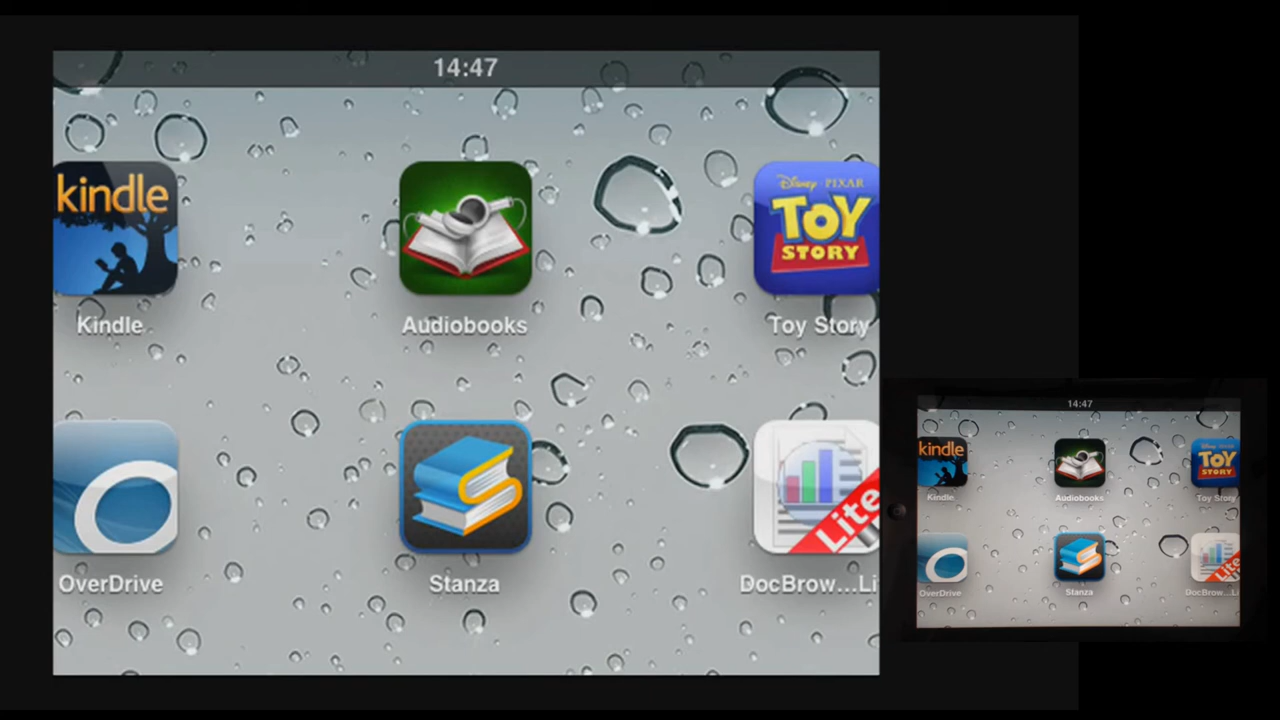 14:47
kindle
Disney · PIXAR
TOY
STORY
Kindle
Audiobooks
Toy Story
Lite
OverDrive
Stanza
DocBrow...Li
14:47
kindle
TOY
STORY
Kindle
Audiobooks
Toy Story
Lite
OverDrive
Stanza
DocBrow...Li